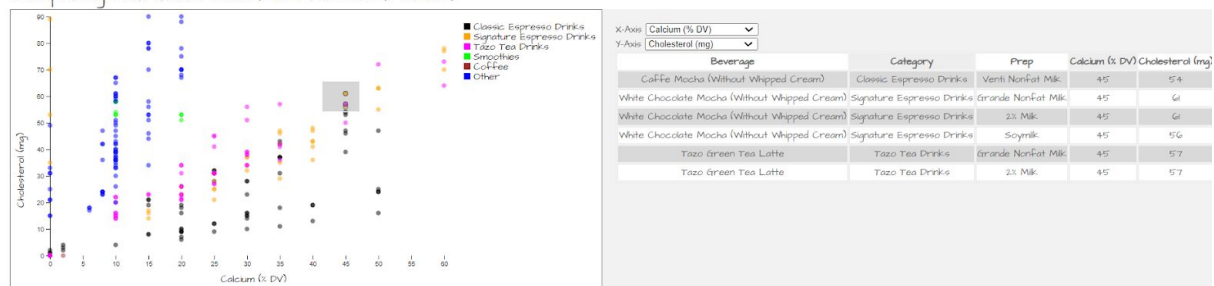 Classic Espresso Drinks
Signature Espresso Drinks
Tazo Tea Drinks
Smoothies
Coffee
Other
90
80
70
60
50
40
30
20
10
0
Cholesterol (mg)
0 5 10 15 20 25 30 35 40 45 50 55 60
Calcium (% DV)
X-Axis Calcium (% DV)
Y-Axis Cholesterol (mg)
Beverage Category Prep Calcium (% DV) Cholesterol (mg)
Caffe Mocha (Without Whipped Cream) Classic Espresso Drinks Venti Nonfat Milk 45 54
White Chocolate Mocha (Without Whipped Cream) Signature Espresso Drinks Grande Nonfat Milk 45 61
White Chocolate Mocha (Without Whipped Cream) Signature Espresso Drinks 2% Milk 45 61
White Chocolate Mocha (Without Whipped Cream) Signature Espresso Drinks Soymilk 45 56
Tazo Green Tea Latte Tazo Tea Drinks Grande Nonfat Milk 45 57
Tazo Green Tea Latte Tazo Tea Drinks 2% Milk 45 57